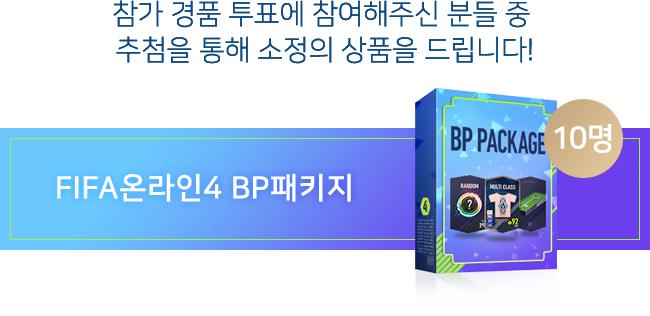 참가 경품 투표에 참여해주신 분들 중
추첨을 통해 소정의 상품을 드립니다!
FIFA온라인4 BP패키지
BP PACKAGE
10명
RANDOM
?
MULTI CLASS
92
4